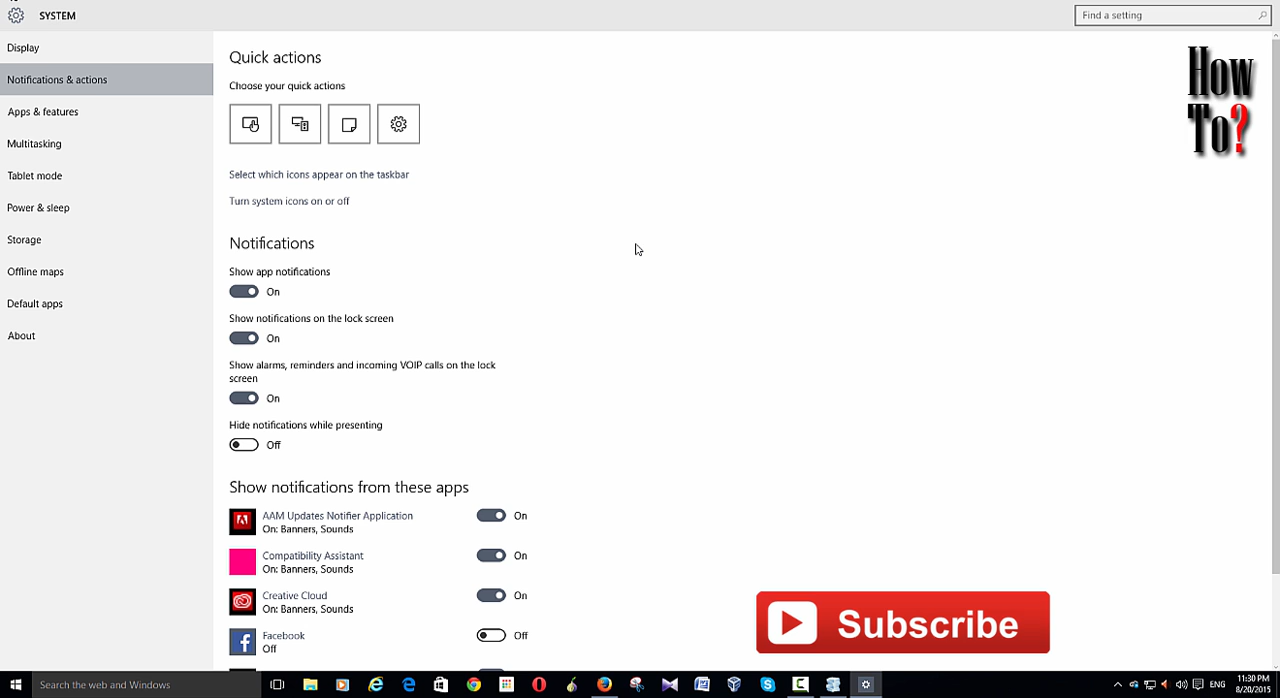 SYSTEM
Find a setting
Display
Notifications & actions
Apps & features
Multitasking
Tablet mode
Power & sleep
Storage
Offline maps
Default apps
About
Quick actions
Choose your quick actions
Select which icons appear on the taskbar
Turn system icons on or off
Notifications
Show app notifications
On
Show notifications on the lock screen
On
Show alarms, reminders and incoming VOIP calls on the lock
screen
On
Hide notifications while presenting
Off
Show notifications from these apps
AAM Updates Notifier Application
On: Banners, Sounds
On
Compatibility Assistant
On: Banners, Sounds
On
Creative Cloud
On: Banners, Sounds
On
Facebook
Off
Off
How
To?
Subscribe
Search the web and Windows
ENG
11:30 PM
8/20/2015